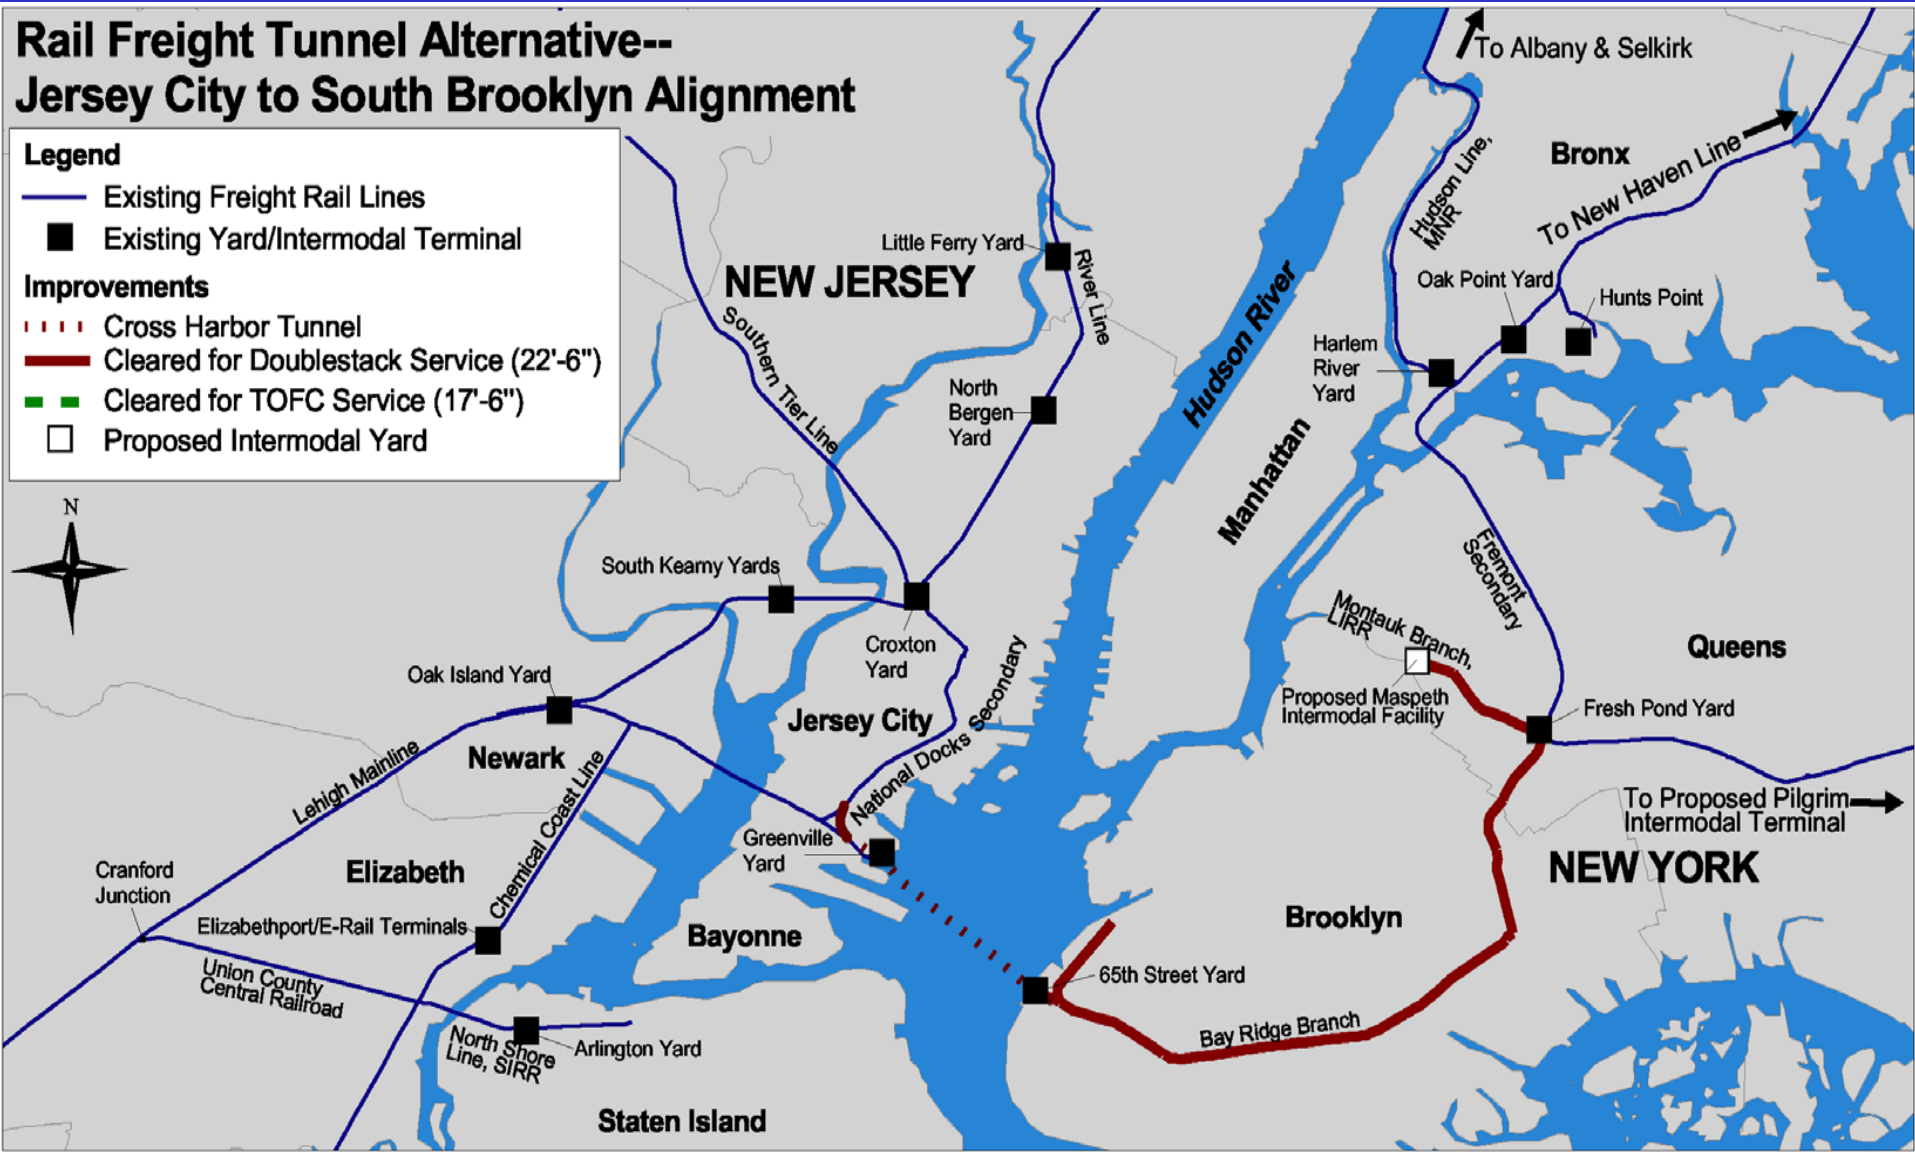 Rail Freight Tunnel Alternative--
Jersey City to South Brooklyn Alignment
Legend
Existing Freight Rail Lines
Existing Yard/Intermodal Terminal
Improvements
Cross Harbor Tunnel
Cleared for Doublestack Service (22'-6")
Cleared for TOFC Service (17'-6")
Proposed Intermodal Yard
N
To Albany & Selkirk
Bronx
To New Haven Line
Hudson Line,
MNR
Little Ferry Yard
NEW JERSEY
River Line
Oak Point Yard
Hunts Point
Hudson River
Southern Tier Line
Harlem
River
Yard
North
Bergen
Yard
Manhattan
South Kearny Yards
Fremont
Secondary
Montauk Branch,
LIRR
Queens
Croxton
Yard
Oak Island Yard
Proposed Maspeth
Intermodal Facility
Fresh Pond Yard
Jersey City
National Docks Secondary
Newark
Lehigh Mainline
Chemical Coast Line
To Proposed Pilgrim
Intermodal Terminal
Greenville
Yard
NEW YORK
Cranford
Junction
Elizabeth
Elizabethport/E-Rail Terminals
Bayonne
Brooklyn
65th Street Yard
Union County
Central Railroad
Bay Ridge Branch
North Shore
Line, SIRR
Arlington Yard
Staten Island